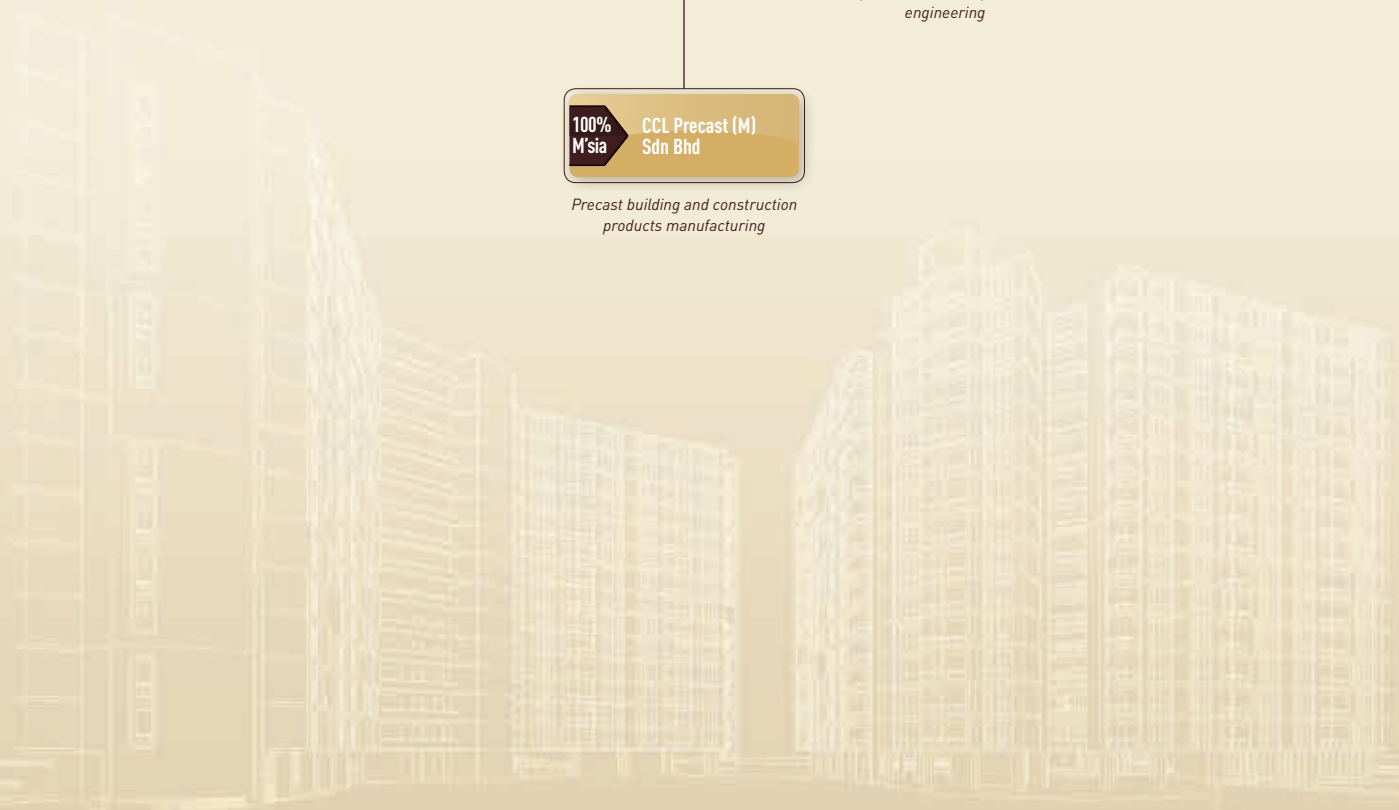 engineering
100%
M'sia
CCL Precast (M)
Sdn Bhd
Precast building and construction
products manufacturing